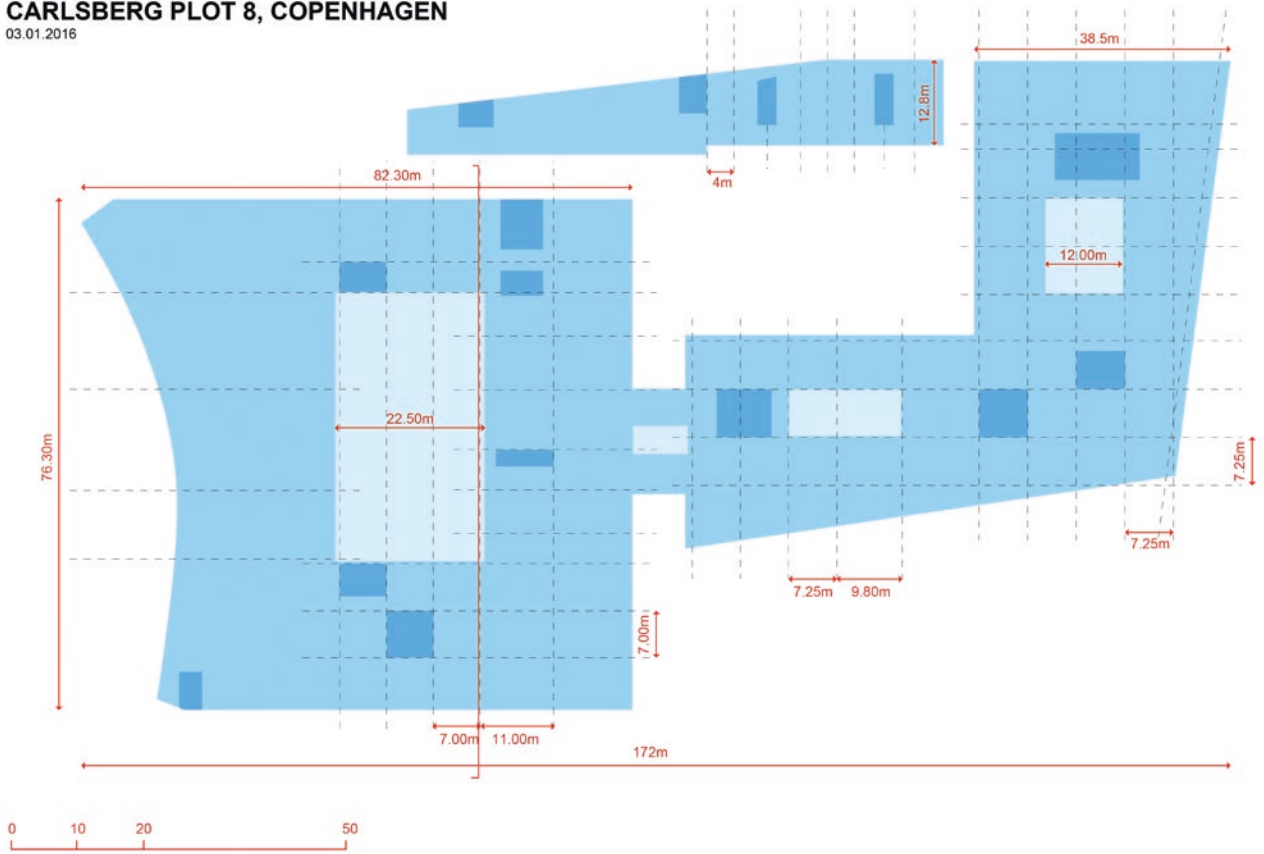 CARLSBERG PLOT 8, COPENHAGEN
03.01.2016
38.5m
12.8m
82.30m
4m
12.00m
22.50m
76.30m
7.25m
7.25m
7.25m
9.80m
7.00m
7.00m
11.00m
172m
0
10
20
50